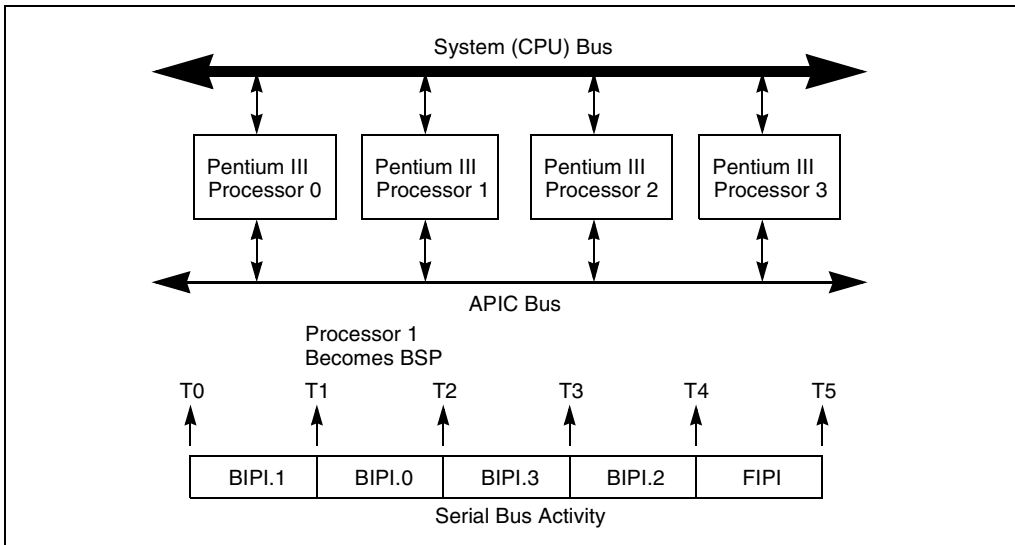 System (CPU) Bus
Pentium III
Processor 0
Pentium III
Processor 1
Pentium III
Processor 2
Pentium III
Processor 3
APIC Bus
Processor 1
Becomes BSP
T0 T1 T2 T3 T4 T5
BIPI.1 BIPI.0 BIPI.3 BIPI.2 FIPI
Serial Bus Activity